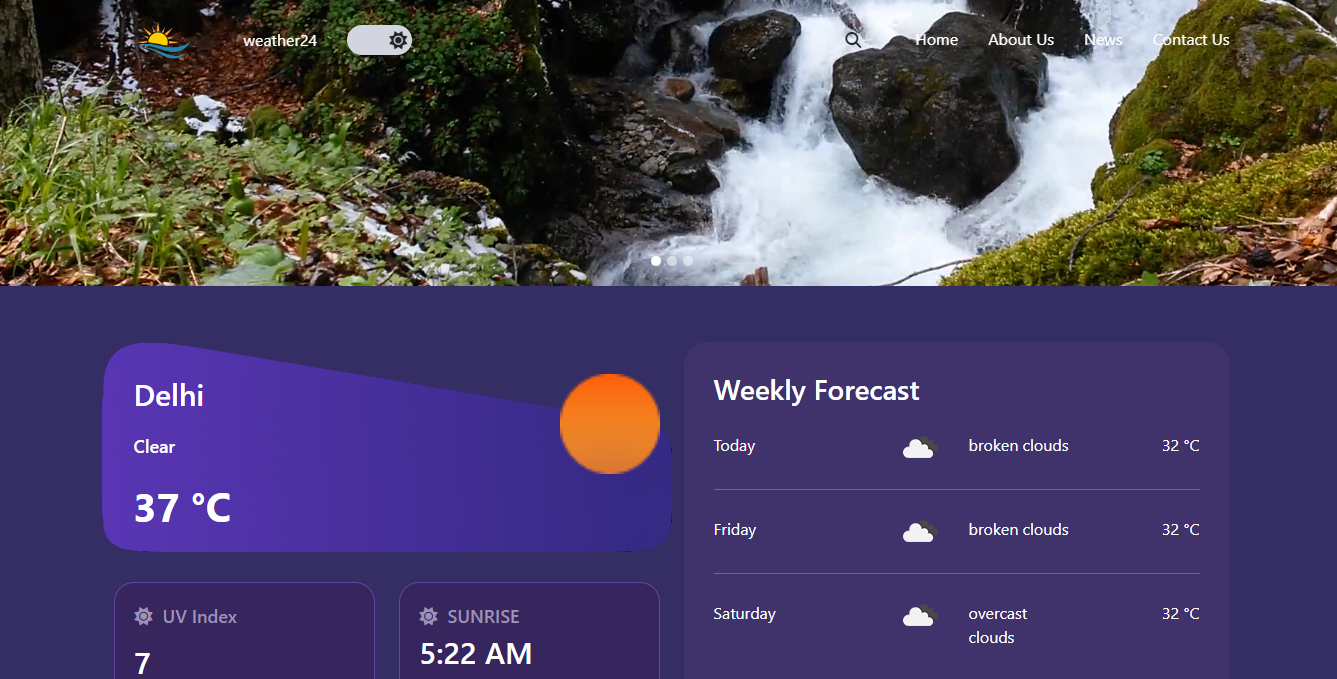 weather24
Home
About Us
News
Contact Us
Delhi
Clear
37 °C
UV Index
7
SUNRISE
5:22 AM
Weekly Forecast
Today
broken clouds
32 °C
Friday
broken clouds
32 °C
Saturday
overcast
clouds
32 °C